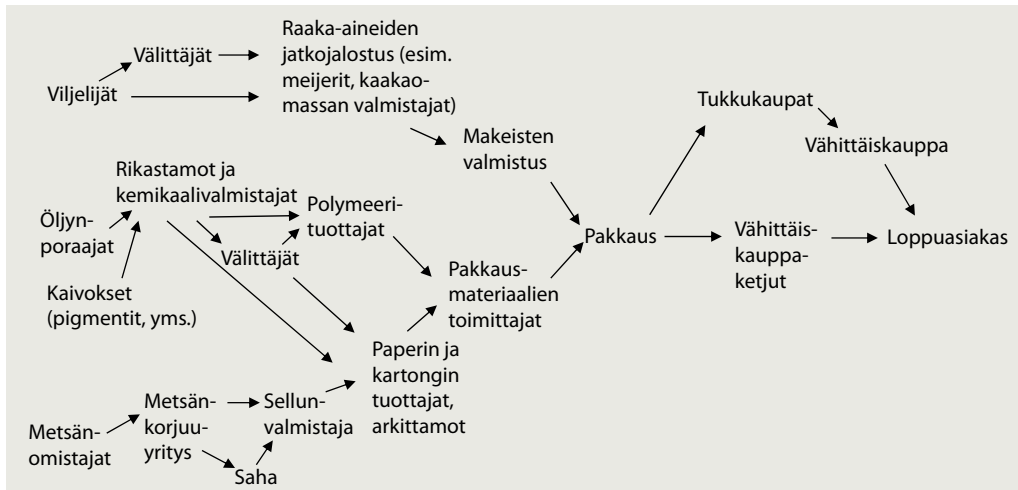 Raaka-aineiden
jatkojalostus (esim.
meijerit, kaakao-
massan valmistajat)
Välittäjät
Viljelijät
Tukkukaupat
Makeisten
valmistus
Vähittäiskauppa
Rikastamot ja
kemikaalivalmistajat
Polymeeri-
tuottajat
Öljyn-
poraajat
Välittäjät
Pakkaus
Vähittäis-
kauppa-
ketjut
Loppuasiakas
Kaivokset
(pigmentit, yms.)
Pakkaus-
materiaalien
toimittajat
Paperin ja
kartongin
tuottajat,
arkittamot
Metsän-
korjuu-
yritys
Sellun-
valmistaja
Metsän-
omistajat
Saha